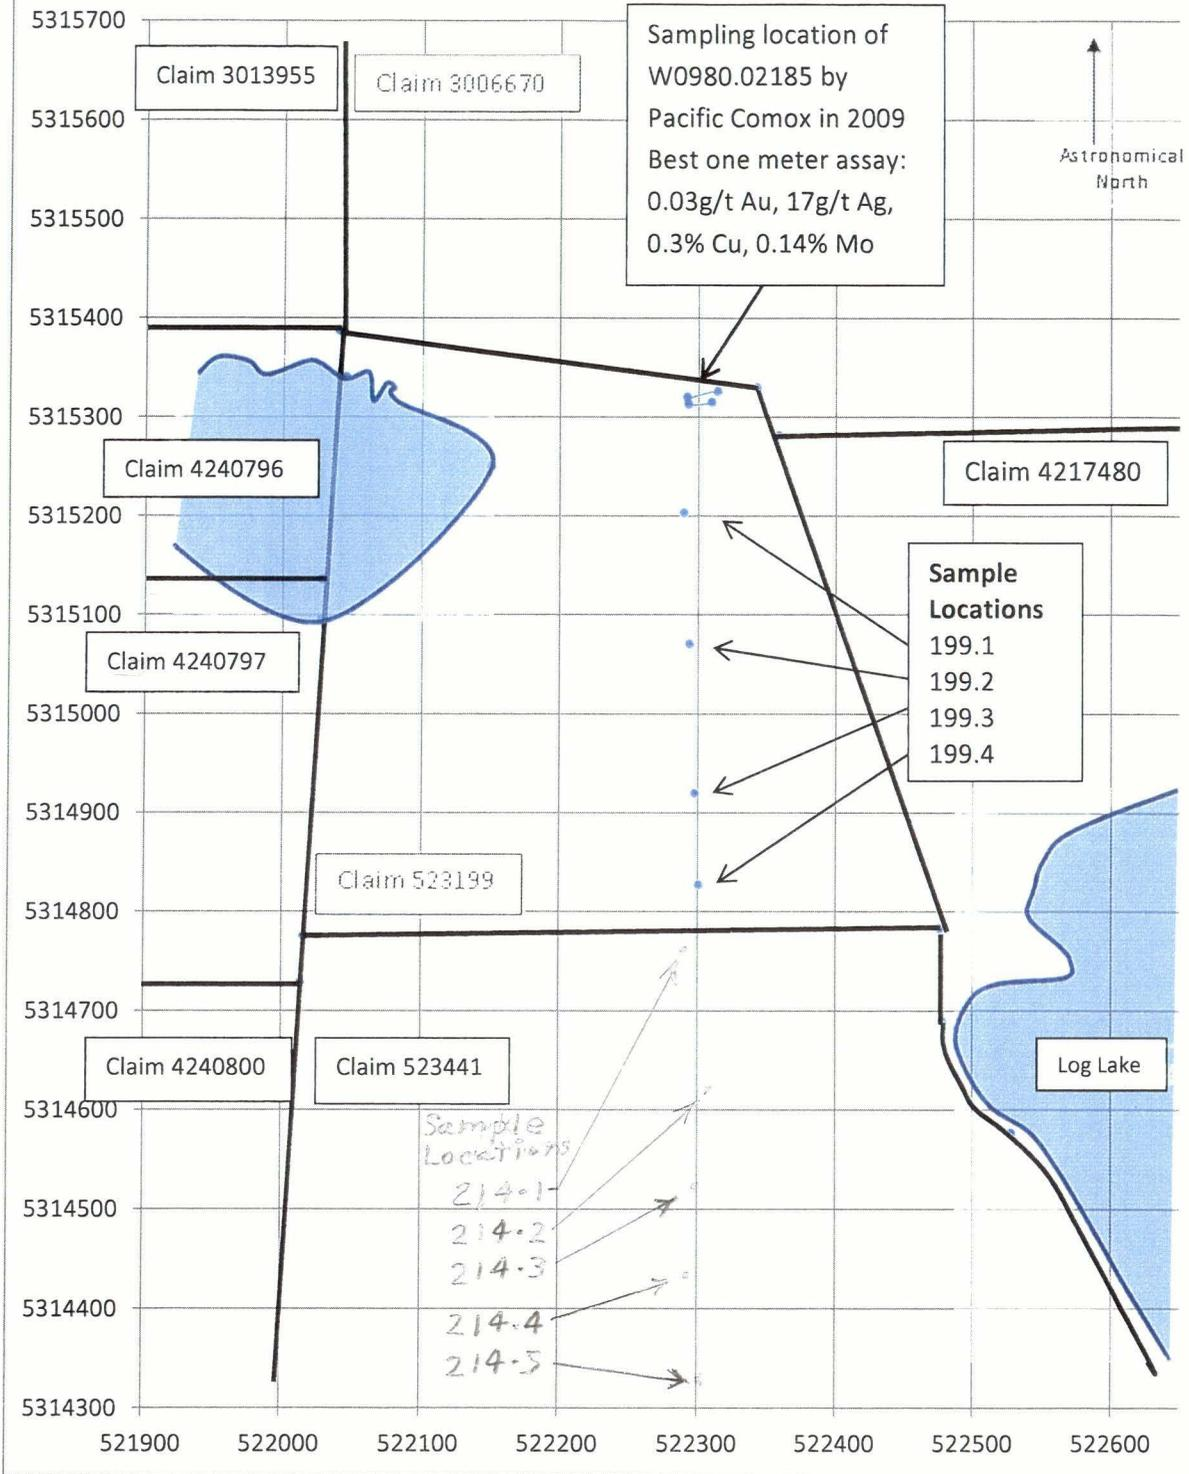 5315700
5315600
5315500
5315400
5315300
5315200
5315100
5315000
5314900
5314800
5314700
5314600
5314500
5314400
5314300
521900
522000
522100
522200
522300
522400
522500
522600
Claim 3013955
Claim 3006670
Sampling location of
W0980.02185 by
Pacific Comox in 2009
Best one meter assay:
0.03g/t Au, 17g/t Ag,
0.3% Cu, 0.14% Mo
Astronomical
North
Claim 4240796
Claim 4217480
Sample
Locations
199.1
199.2
199.3
199.4
Claim 4240797
Claim 523199
Claim 4240800
Claim 523441
Log Lake
Sample
Locations
214.1
214.2
214.3
214.4
214.5